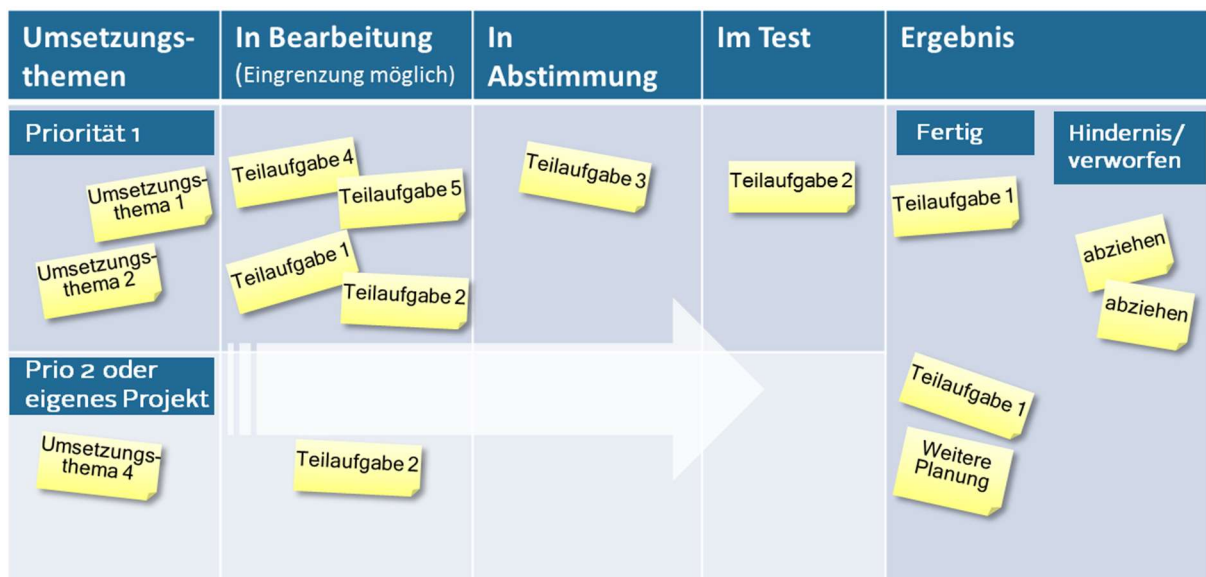 Umsetzungs-
themen
In Bearbeitung
(Eingrenzung möglich)
In
Abstimmung
Im Test
Ergebnis
Priorität 1
Umsetzungs-
thema 1
Umsetzungs-
thema 2
Teilaufgabe 4
Teilaufgabe 5
Teilaufgabe 1
Teilaufgabe 2
Teilaufgabe 3
Teilaufgabe 2
Fertig
Teilaufgabe 1
Hindernis/
verworfen
abziehen
abziehen
Prio 2 oder
eigenes Projekt
Umsetzungs-
thema 4
Teilaufgabe 2
Teilaufgabe 1
Weitere
Planung